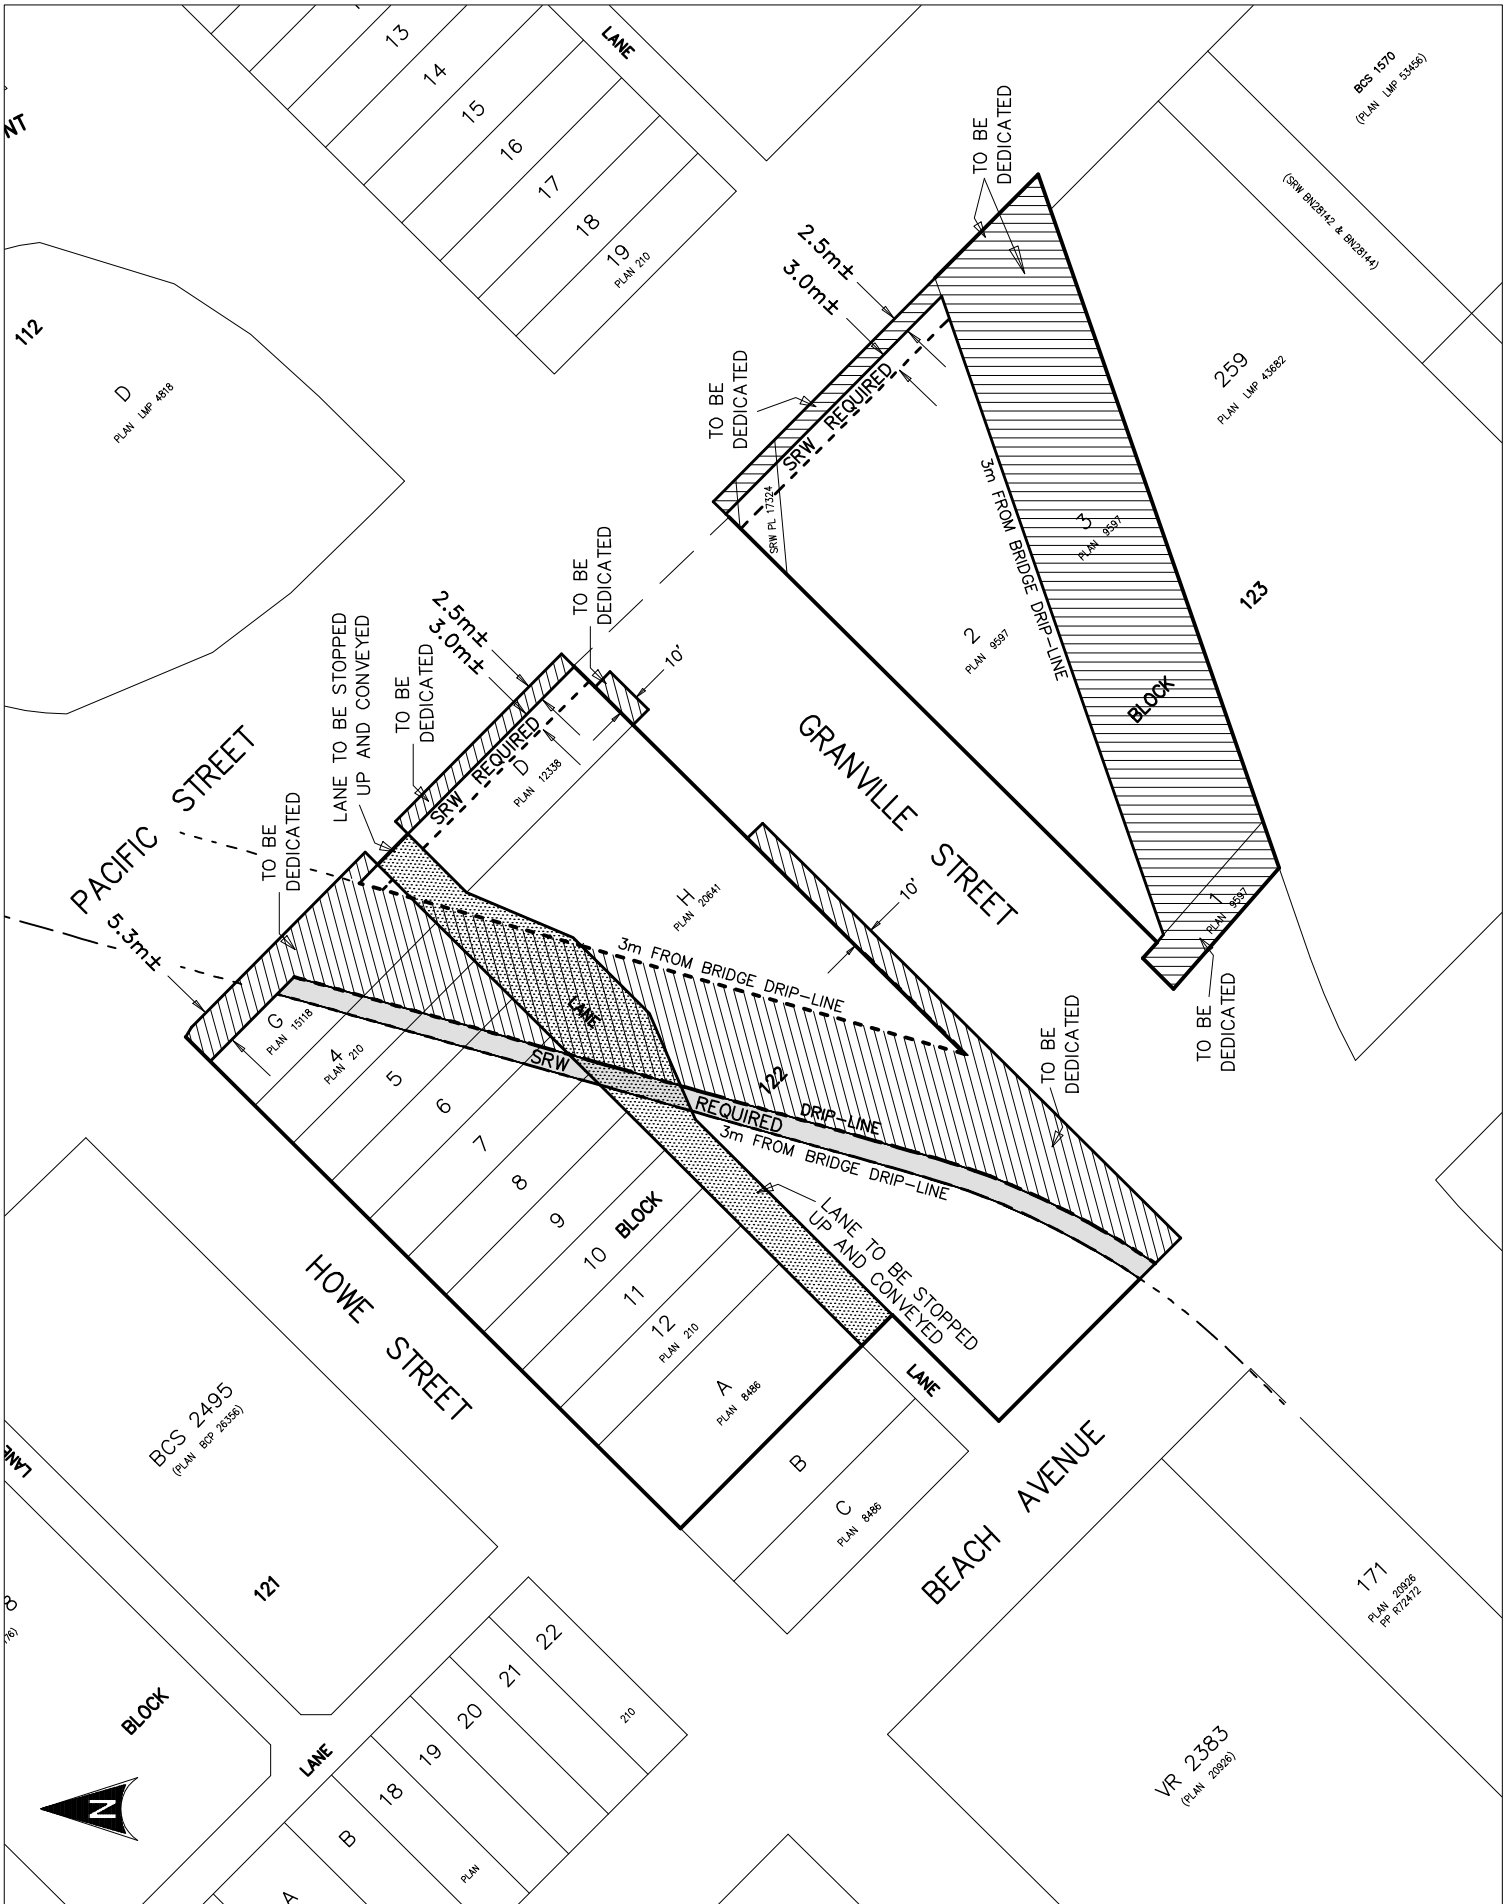 13
14
15
16
17
18
19
PLAN 210
LANE
NT
112
D
PLAN LMP 4818
BCS 1570
(PLAN LMP 53456)
(SRW BN28142 & BN28144)
TO BE
DEDICATED
2.5m±
3.0m±
TO BE
DEDICATED
SRW REQUIRED
SRW PL 17324
259
PLAN LMP 43682
3m FROM BRIDGE DRIP-LINE
3
PLAN 9597
2
PLAN 9597
BLOCK
123
1
PLAN 9597
TO BE
DEDICATED
GRANVILLE STREET
PACIFIC STREET
LANE TO BE STOPPED
UP AND CONVEYED
TO BE
DEDICATED
2.5m±
3.0m±
TO BE
DEDICATED
10'
SRW REQUIRED
D
PLAN 12338
TO BE
DEDICATED
5.3m±
H
PLAN 20641
10'
3m FROM BRIDGE DRIP-LINE
G
PLAN 15118
4
PLAN 210
5
6
7
8
9
10
11
12
PLAN 210
BLOCK
122
LANE
SRW REQUIRED
DRIP-LINE
3m FROM BRIDGE DRIP-LINE
TO BE
DEDICATED
LANE TO BE STOPPED
UP AND CONVEYED
A
PLAN 8486
LANE
B
C
PLAN 8486
HOWE STREET
BEACH AVENUE
BCS 2495
(PLAN BCP 26356)
LANE
121
BLOCK
8
76)
LANE
22
21
20
19
18
B
A
210
PLAN
171
PLAN 20926
PP R72472
VR 2383
(PLAN 20926)
N